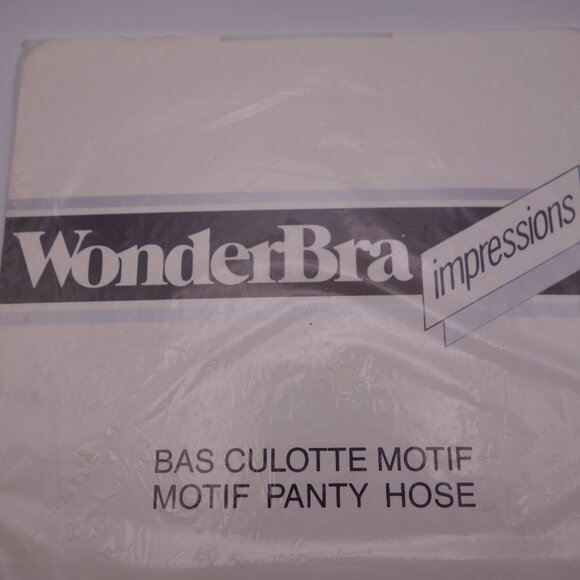 WonderBra
impressions
BAS CULOTTE MOTIF
MOTIF PANTY HOSE